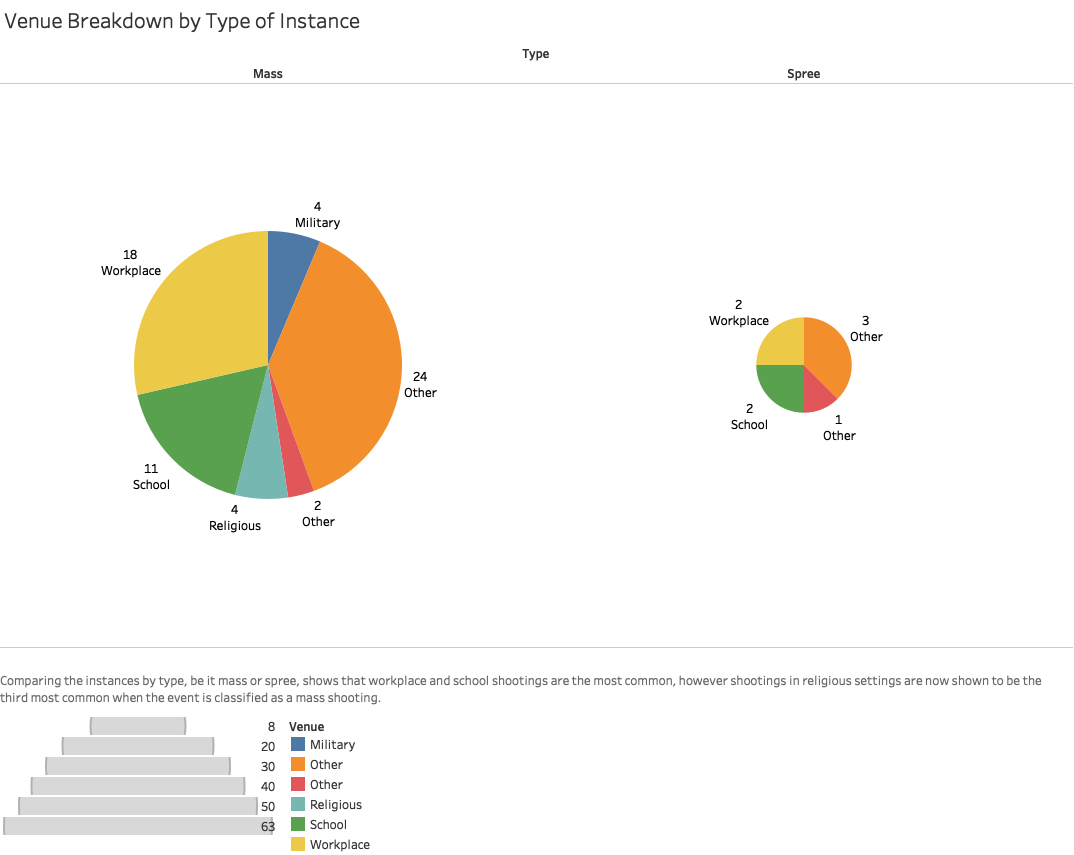 Venue Breakdown by Type of Instance
Type
Mass
Spree
4
Military
18
Workplace
24
Other
11
School
4
Religious
2
Other
2
Workplace
3
Other
2
School
1
Other
Comparing the instances by type, be it mass or spree, shows that workplace and school shootings are the most common, however shootings in religious settings are now shown to be the
third most common when the event is classified as a mass shooting.
8
20
30
40
50
63
Venue
Military
Other
Other
Religious
School
Workplace